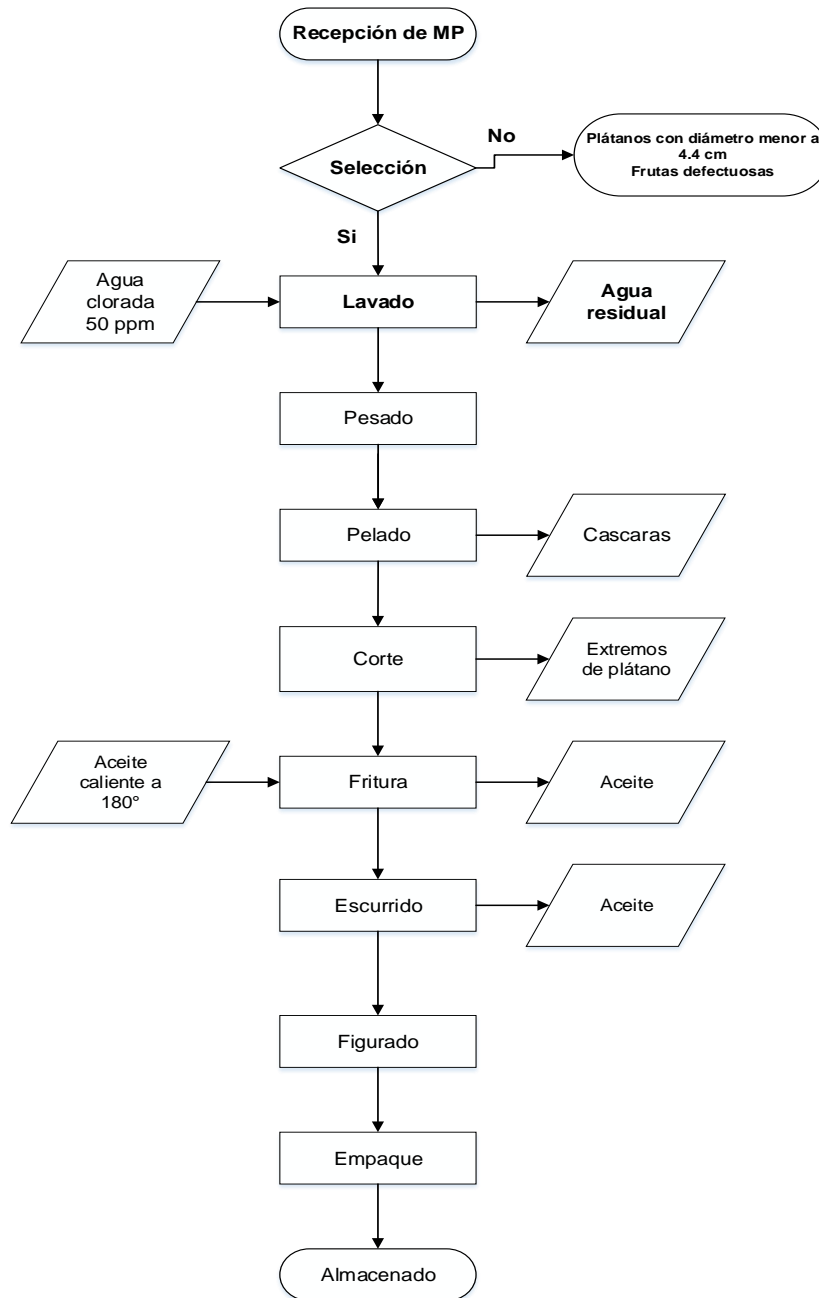 Recepción de MP
No
Plátanos con diámetro menor a
4.4 cm
Frutas defectuosas
Selección
Si
Agua
clorada
50 ppm
Lavado
Agua
residual
Pesado
Pelado
Cascaras
Corte
Extremos
de plátano
Aceite
caliente a
180°
Fritura
Aceite
Escurrido
Aceite
Figurado
Empaque
Almacenado